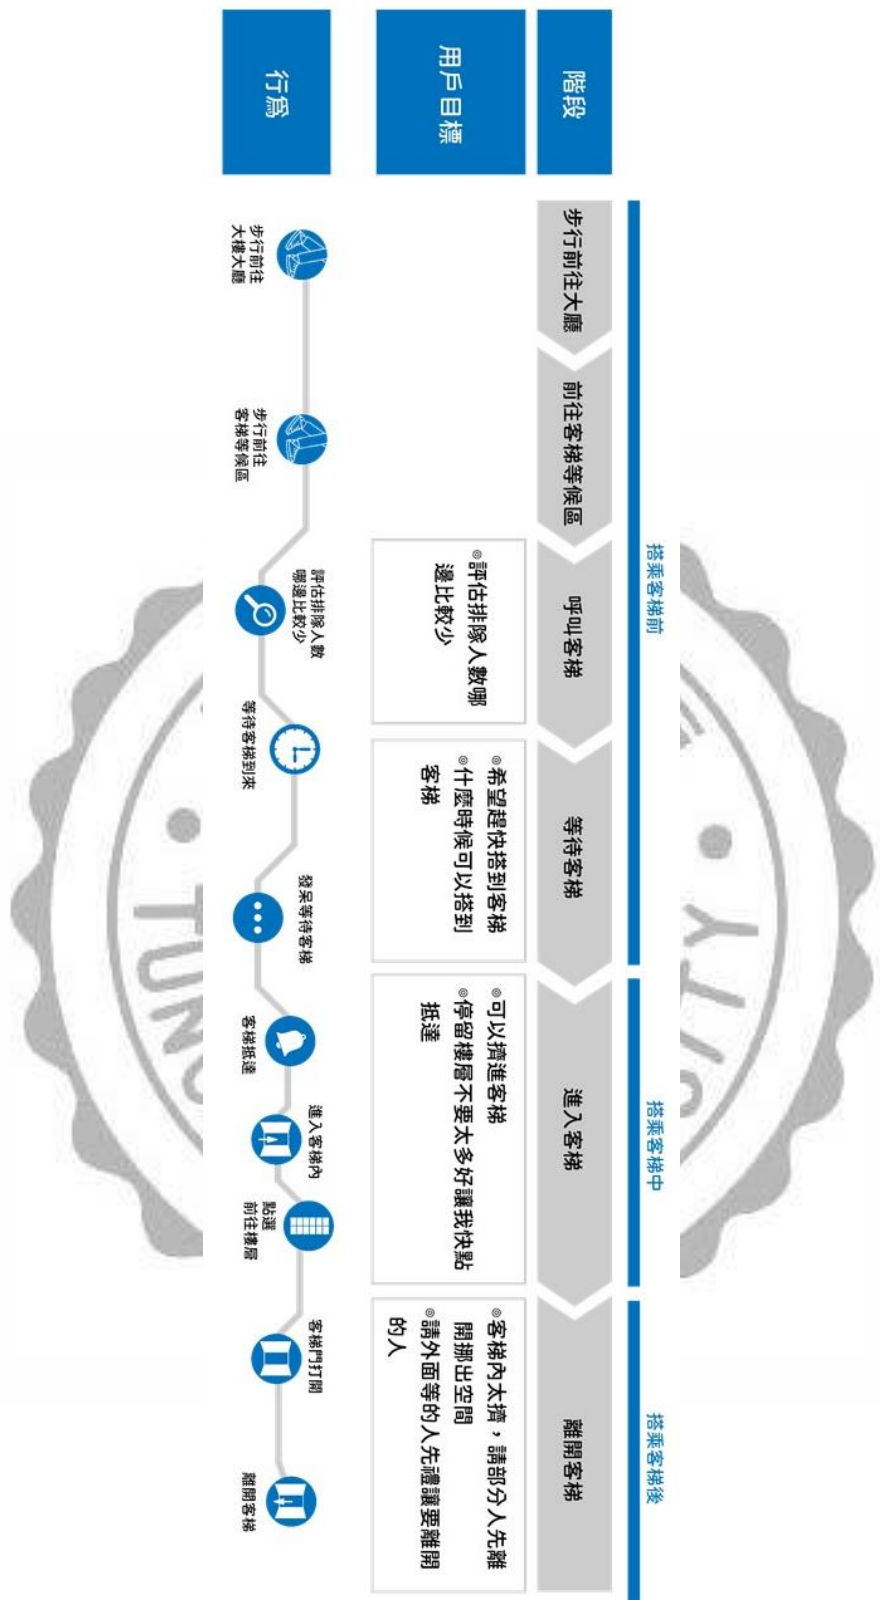 搭乘客梯前
搭乘客梯中
搭乘客梯後
階段
步行前往大廳
前往客梯等候區
呼叫客梯
等待客梯
進入客梯
離開客梯
用戶目標
◎評估排隊人數哪
邊比較少
◎希望趕快搭到客梯
◎什麼時候可以搭到
客梯
◎可以擠進客梯
◎停留樓層不要太多好讓我快點
抵達
◎客梯內太擠，請部分人先離
開挪出空間
◎請外面等的人先禮讓要離開
的人
行為
步行前往
大樓大廳
步行前往
客梯等候區
評估排隊人數
哪邊比較少
等待客梯到來
發呆等待客梯
客梯抵達
進入客梯內
點選
前往樓層
客梯門打開
離開客梯
TUNG
SITY